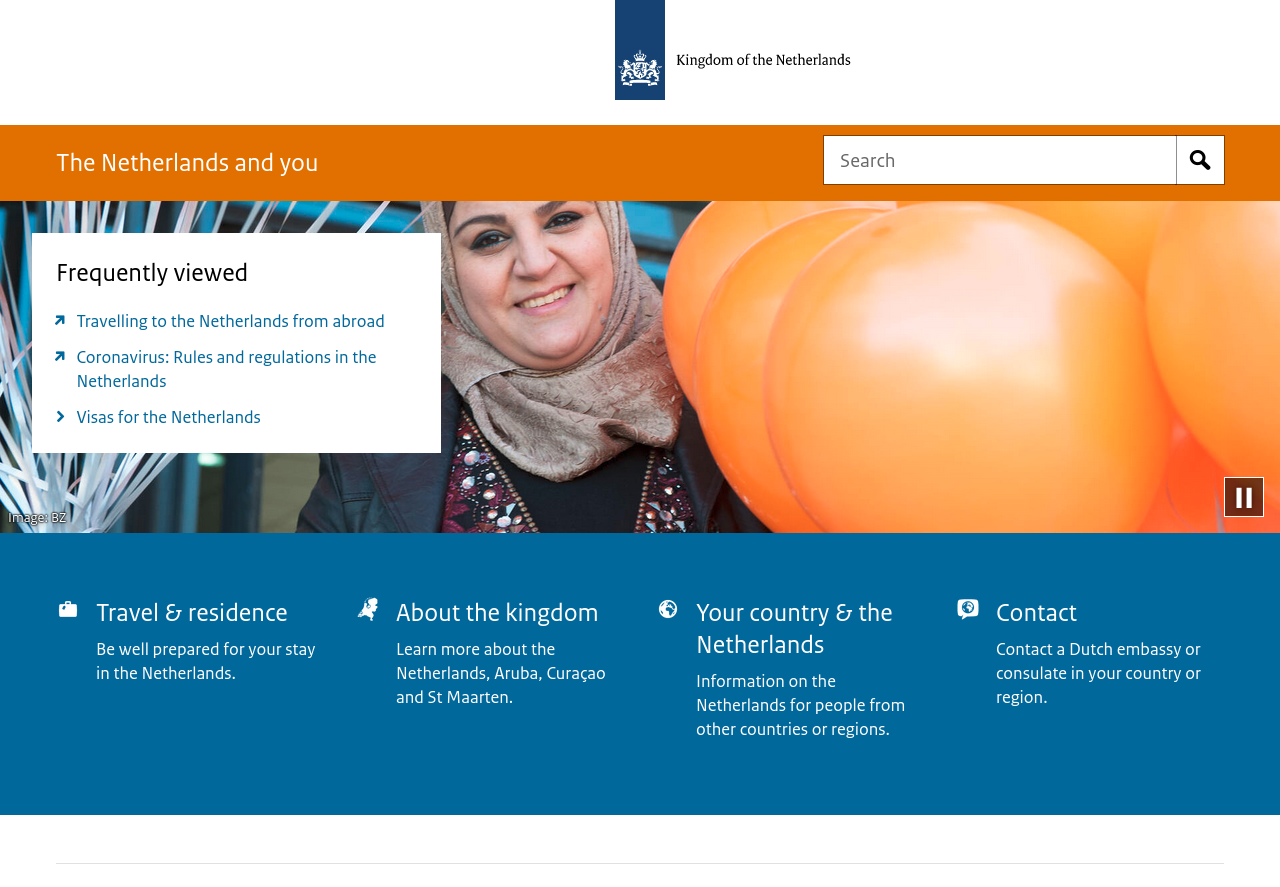 Kingdom of the Netherlands
The Netherlands and you
Search
Frequently viewed
Travelling to the Netherlands from abroad
Coronavirus: Rules and regulations in the
Netherlands
Visas for the Netherlands
Image: BZ
Travel & residence
Be well prepared for your stay
in the Netherlands.
About the kingdom
Learn more about the
Netherlands, Aruba, Curaçao
and St Maarten.
Your country & the
Netherlands
Information on the
Netherlands for people from
other countries or regions.
Contact
Contact a Dutch embassy or
consulate in your country or
region.